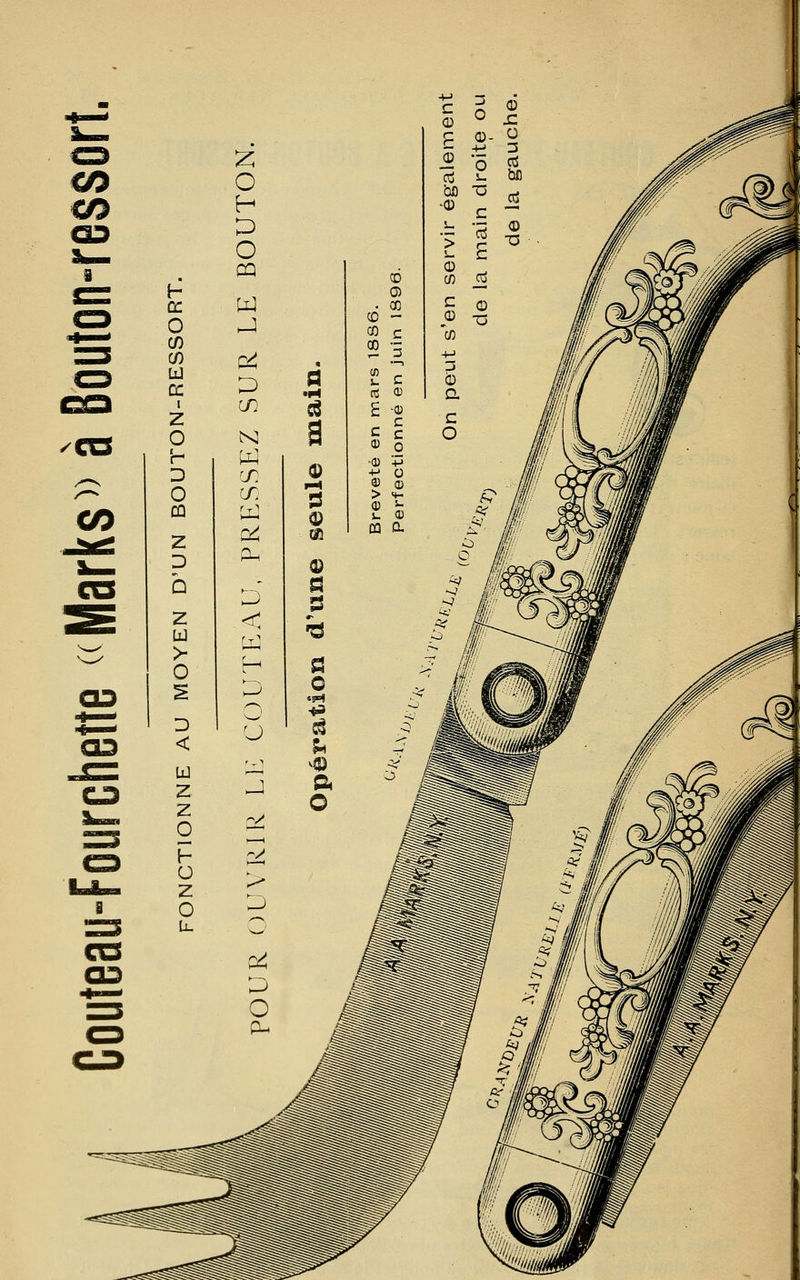 Couteau-Fourchette «Marks» à Bouton-ressort.
FONCTIONNE AU MOYEN D'UN BOUTON-RESSORT.
POUR OUVRIR LE COUTEAU, PRESSEZ SUR LE BOUTON.
Opération d'une seule main.
Breveté en mars 1886.
Perfectionné en juin 1896.
On peut s'en servir également
de la main droite ou
de la gauche.
GRANDEUR NATURELLE (OUVERT)
A.A. MARKS, N.Y.
GRANDEUR NATURELLE (FERMÉ)
A.A. MARKS, N.Y.